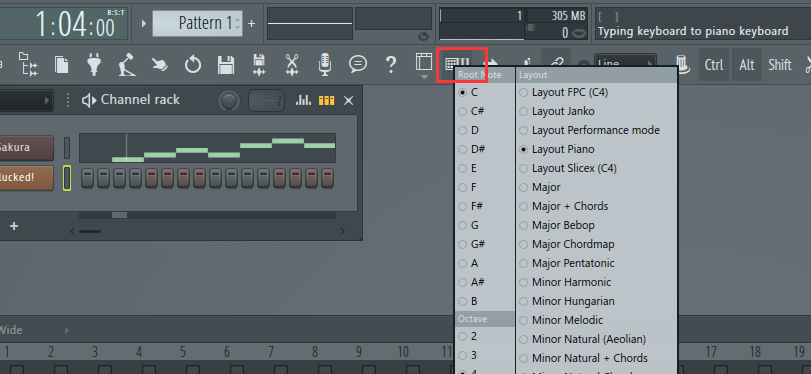 1:04:00 B:S:T
Pattern 1 +
1 305 MB
0
[ ]
Typing keyboard to piano keyboard
Line
Ctrl Alt Shift
Channel rack
Sakura
lucked!
+
Root Note
C
C#
D
D#
E
F
F#
G
G#
A
A#
B
Octave
2
3
4
Layout
Layout FPC (C4)
Layout Janko
Layout Performance mode
Layout Piano
Layout Slicex (C4)
Major
Major + Chords
Major Bebop
Major Chordmap
Major Pentatonic
Minor Harmonic
Minor Hungarian
Minor Melodic
Minor Natural (Aeolian)
Minor Natural + Chords
Wide
1 2 3 4 5 6 7 8 9 10 11 17 18 19